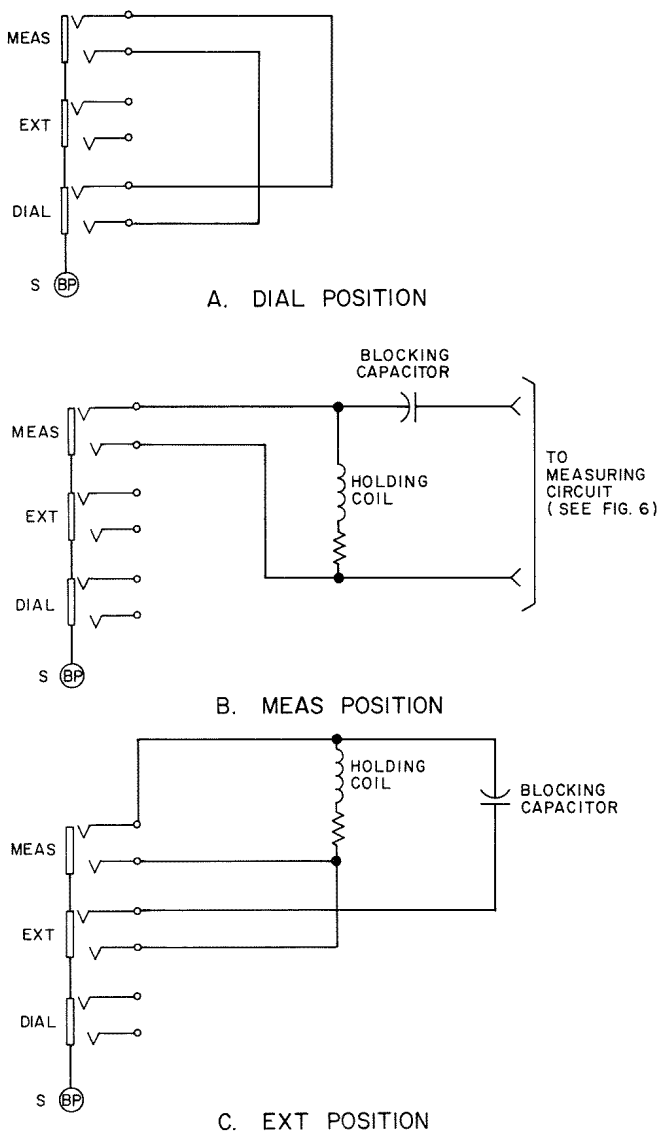 MEAS
EXT
DIAL
S BP
A. DIAL POSITION
BLOCKING
CAPACITOR
MEAS
HOLDING
COIL
TO
MEASURING
CIRCUIT
(SEE FIG. 6)
EXT
DIAL
S BP
B. MEAS POSITION
HOLDING
COIL
BLOCKING
CAPACITOR
MEAS
EXT
DIAL
S BP
C. EXT POSITION